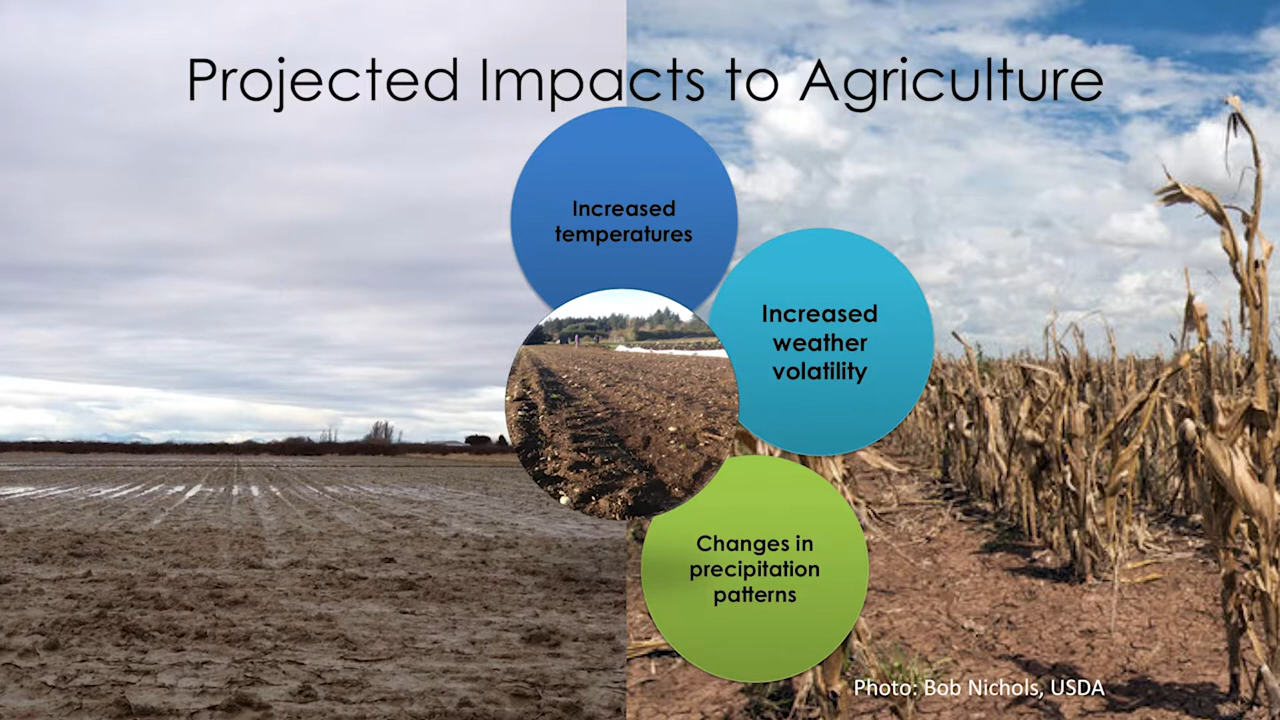 Projected Impacts to Agriculture
Increased
temperatures
Increased
weather
volatility
Changes in
precipitation
patterns
Photo: Bob Nichols, USDA